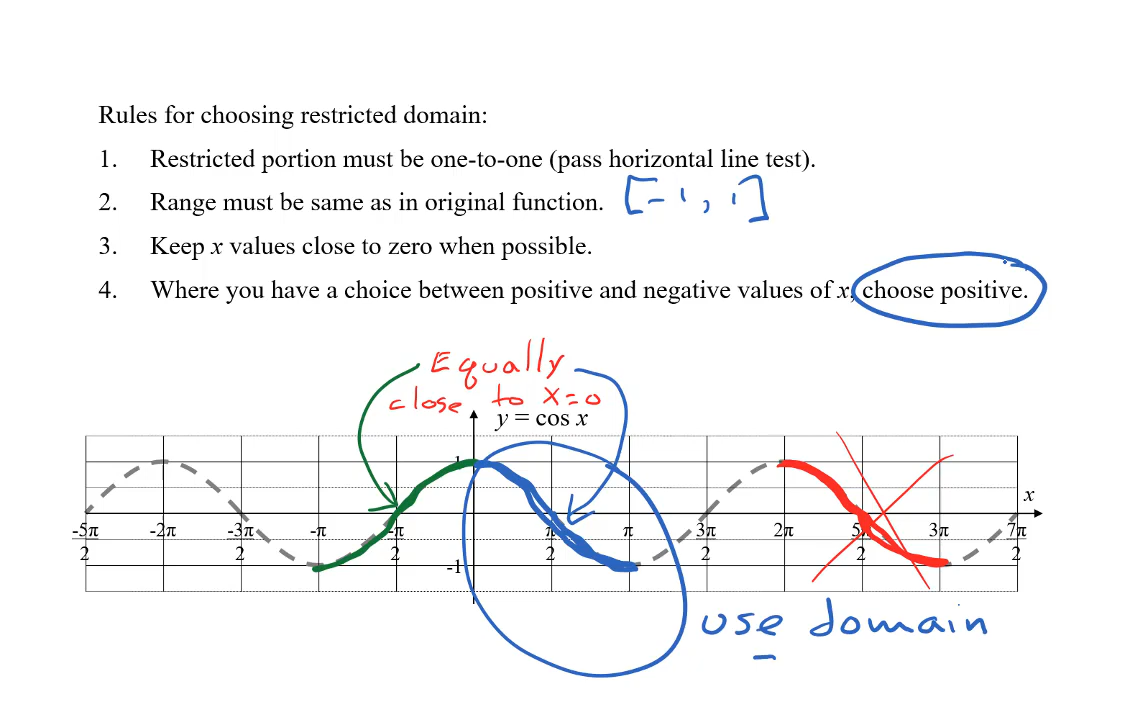 Rules for choosing restricted domain:
1. Restricted portion must be one-to-one (pass horizontal line test).
2. Range must be same as in original function. [-1, 1]
3. Keep x values close to zero when possible.
4. Where you have a choice between positive and negative values of x, choose positive.
Equally
close to x=0
y = cos x
1
x
-5π/2 -2π -3π/2 -π -π/2 π/2 π 3π/2 2π 5π/2 3π 7π/2
-1
use domain